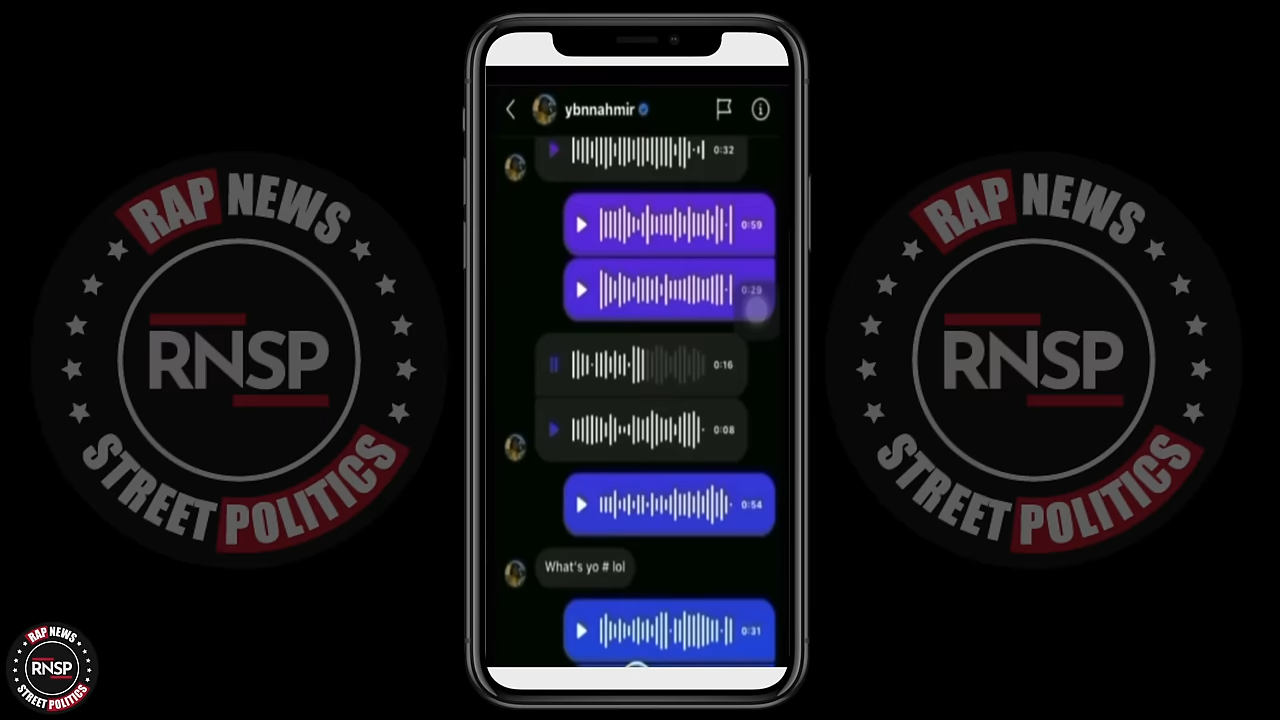 RAP NEWS
RNSP
STREET POLITICS
ybnnahmir
0:32
0:59
0:29
0:16
0:08
0:54
What's yo # lol
0:31
RAP NEWS
RNSP
STREET POLITICS
RAP NEWS
RNSP
STREET POLITICS